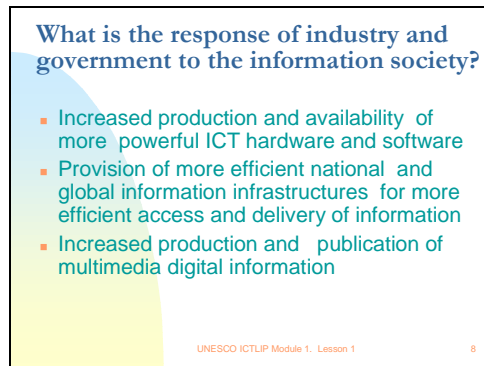 What is the response of industry and
government to the information society?
Increased production and availability of
more powerful ICT hardware and software
Provision of more efficient national and
global information infrastructures for more
efficient access and delivery of information
Increased production and publication of
multimedia digital information
UNESCO ICTLIP Module 1. Lesson 1 8